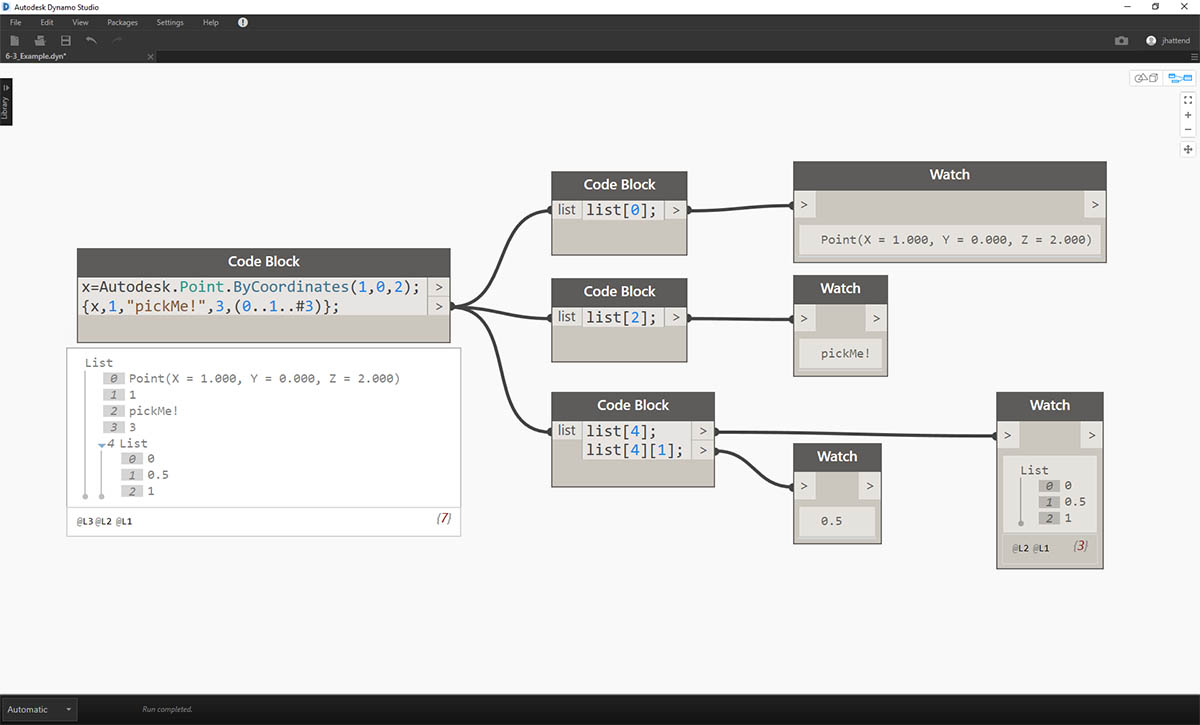 Autodesk Dynamo Studio
File Edit View Packages Settings Help
jhattend
6-3_Example.dyn*
Library
Code Block
x=Autodesk.Point.ByCoordinates(1,0,2); >
{x,1,"pickMe!",3,(0..1..#3)}; >
List
0 Point(X = 1.000, Y = 0.000, Z = 2.000)
1 1
2 pickMe!
3 3
4 List
0 0
1 0.5
2 1
@L3 @L2 @L1 {7}
Code Block
list list[0]; >
Watch
> >
Point(X = 1.000, Y = 0.000, Z = 2.000)
Code Block
list list[2]; >
Watch
> >
pickMe!
Code Block
list list[4]; >
list[4][1]; >
Watch
> >
0.5
Watch
> >
List
0 0
1 0.5
2 1
@L2 @L1 {3}
Automatic Run completed.